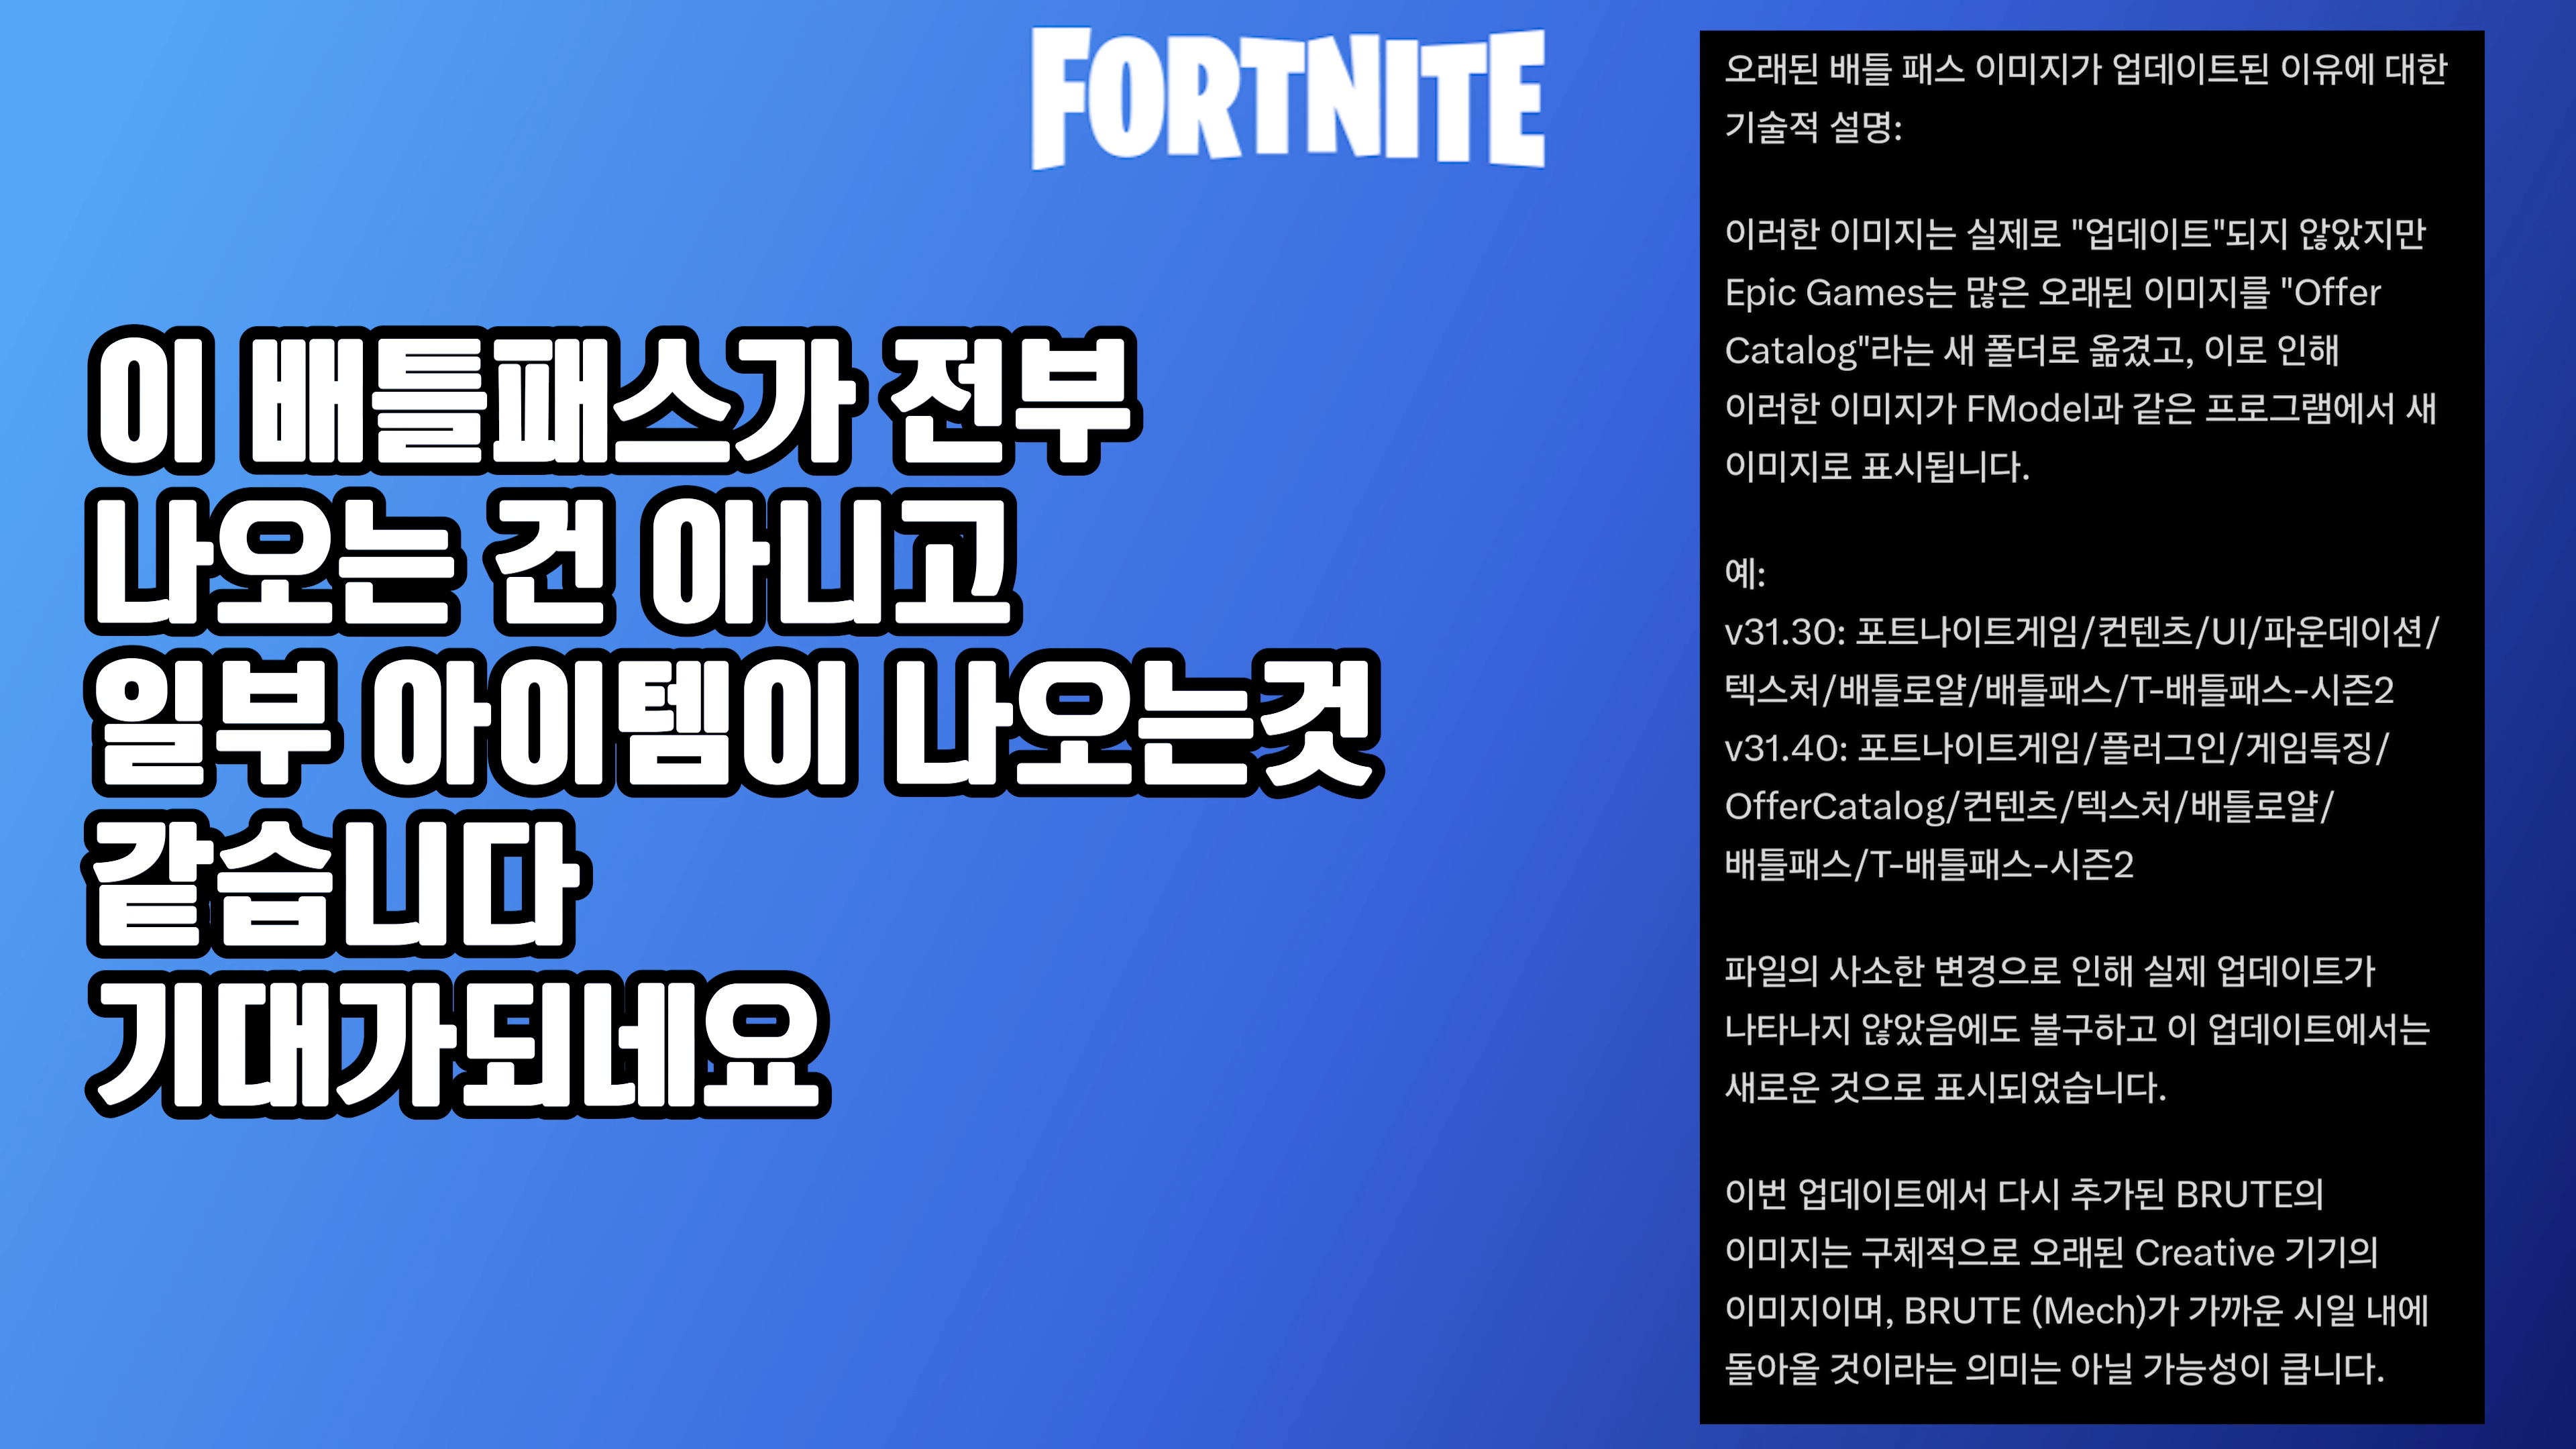 FORTNITE
이 배틀패스가 전부
나오는 건 아니고
일부 아이템이 나오는것
같습니다
기대가되네요
오래된 배틀 패스 이미지가 업데이트된 이유에 대한
기술적 설명:
이러한 이미지는 실제로 "업데이트"되지 않았지만
Epic Games는 많은 오래된 이미지를 "Offer
Catalog"라는 새 폴더로 옮겼고, 이로 인해
이러한 이미지가 FModel과 같은 프로그램에서 새
이미지로 표시됩니다.
예:
v31.30: 포트나이트게임/컨텐츠/UI/파운데이션/
텍스처/배틀로얄/배틀패스/T-배틀패스-시즌2
v31.40: 포트나이트게임/플러그인/게임특징/
OfferCatalog/컨텐츠/텍스처/배틀로얄/
배틀패스/T-배틀패스-시즌2
파일의 사소한 변경으로 인해 실제 업데이트가
나타나지 않았음에도 불구하고 이 업데이트에서는
새로운 것으로 표시되었습니다.
이번 업데이트에서 다시 추가된 BRUTE의
이미지는 구체적으로 오래된 Creative 기기의
이미지이며, BRUTE (Mech)가 가까운 시일 내에
돌아올 것이라는 의미는 아닐 가능성이 큽니다.